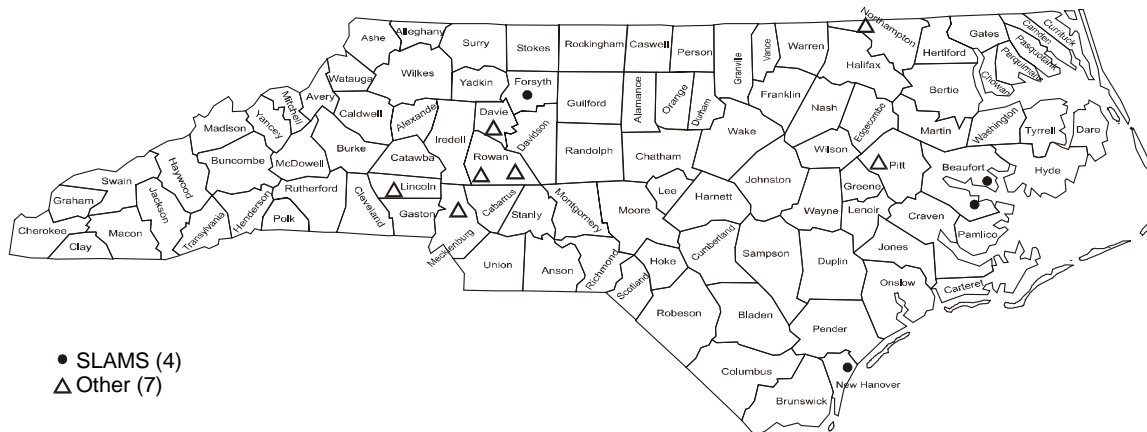 Northampton
Currituck
Camden
Pasquotank
Perquimans
Chowan
Gates
Hertford
Alleghany
Ashe
Surry
Stokes
Rockingham
Caswell
Person
Granville
Vance
Warren
Halifax
Bertie
Watauga
Wilkes
Yadkin
Forsyth
Guilford
Alamance
Orange
Durham
Franklin
Nash
Edgecombe
Martin
Washington
Tyrrell
Dare
Mitchell
Avery
Yancey
Caldwell
Alexander
Iredell
Davie
Davidson
Randolph
Chatham
Wake
Wilson
Pitt
Beaufort
Hyde
Madison
Buncombe
McDowell
Burke
Catawba
Rowan
Swain
Haywood
Jackson
Graham
Cherokee
Clay
Macon
Transylvania
Henderson
Polk
Rutherford
Cleveland
Lincoln
Gaston
Mecklenburg
Cabarrus
Stanly
Montgomery
Moore
Lee
Harnett
Johnston
Wayne
Greene
Lenoir
Craven
Pamlico
Jones
Union
Anson
Richmond
Scotland
Hoke
Cumberland
Sampson
Duplin
Onslow
Carteret
Robeson
Bladen
Pender
Columbus
Brunswick
New Hanover
SLAMS (4)
Other (7)